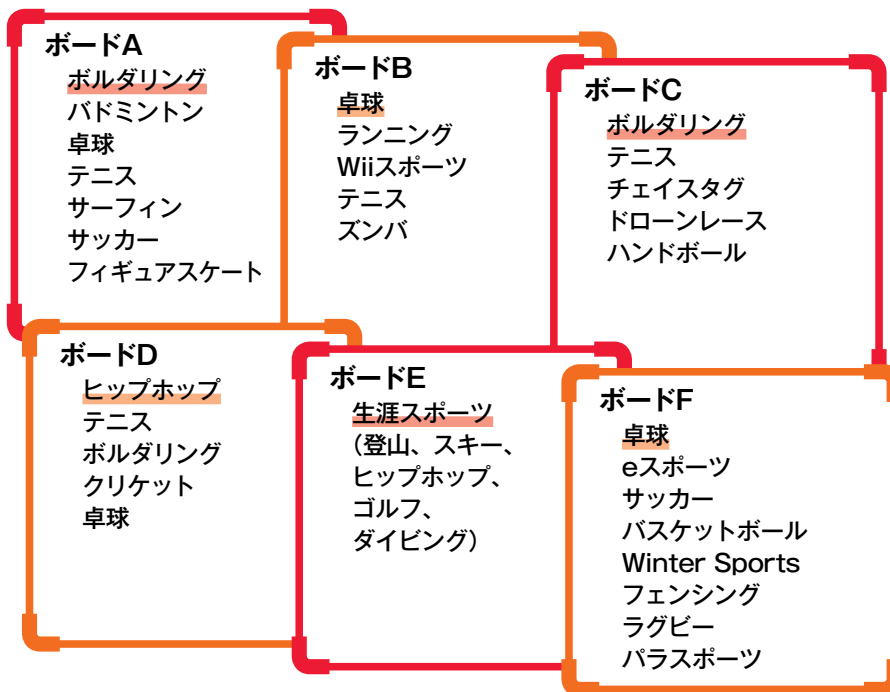 ボードA
ボルダリング
バドミントン
卓球
テニス
サーフィン
サッカー
フィギュアスケート
ボードB
卓球
ランニング
Wiiスポーツ
テニス
ズンバ
ボードC
ボルダリング
テニス
チェイスタグ
ドローンレース
ハンドボール
ボードD
ヒップホップ
テニス
ボルダリング
クリケット
卓球
ボードE
生涯スポーツ
（登山、スキー、
ヒップホップ、
ゴルフ、
ダイビング）
ボードF
卓球
eスポーツ
サッカー
バスケットボール
Winter Sports
フェンシング
ラグビー
パラスポーツ